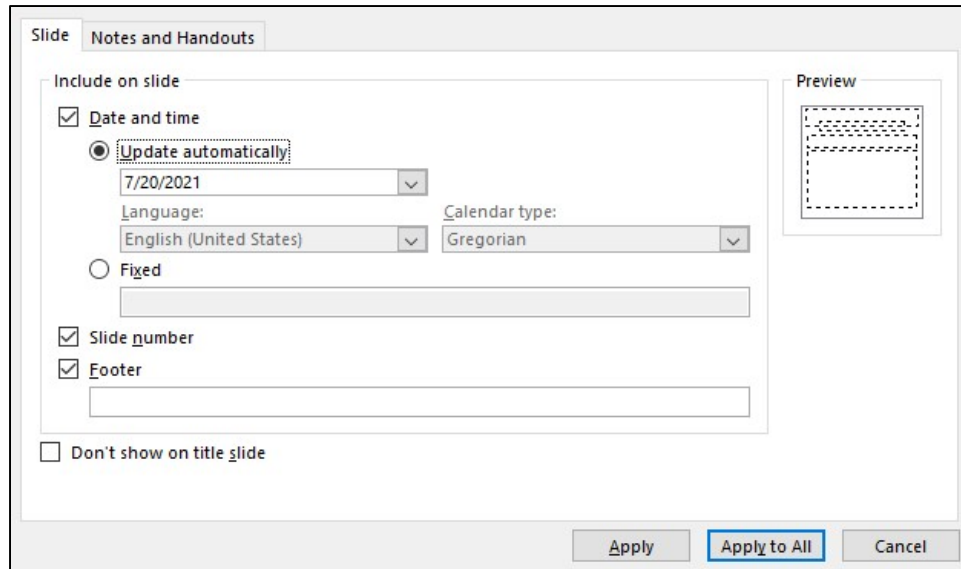 Slide Notes and Handouts
Include on slide Preview
Date and time
Update automatically
7/20/2021
Language: Calendar type:
English (United States) Gregorian
Fixed
Slide number
Footer
Don't show on title slide
Apply Apply to All Cancel